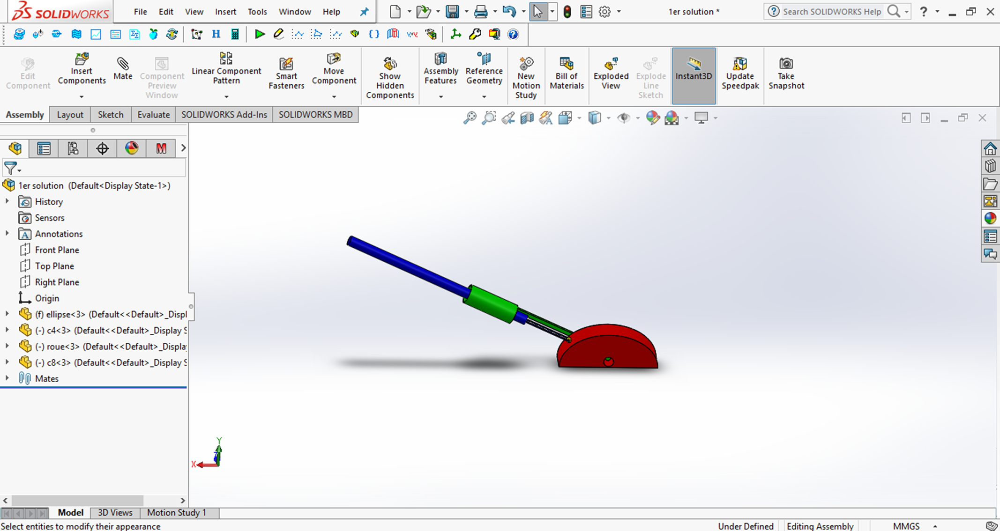 SOLIDWORKS File Edit View Insert Tools Window Help 1er solution * Search SOLIDWORKS Help ?
H Σ { } v=v
Edit Component
Insert Components
Mate
Component Preview Window
Linear Component Pattern
Smart Fasteners
Move Component
Show Hidden Components
Assembly Features
Reference Geometry
New Motion Study
Bill of Materials
Exploded View
Explode Line Sketch
Instant3D
Update Speedpak
Take Snapshot
Assembly Layout Sketch Evaluate SOLIDWORKS Add-Ins SOLIDWORKS MBD
M
1er solution (Default<Display State-1>)
History
Sensors
A Annotations
Front Plane
Top Plane
Right Plane
Origin
(f) ellipse<3> (Default<<Default>_Displ
(-) c4<3> (Default<<Default>_Display S
(-) roue<3> (Default<<Default>_Displa
(-) c8<3> (Default<<Default>_Display S
Mates
Y
X
Model 3D Views Motion Study 1
Select entities to modify their appearance Under Defined Editing Assembly MMGS